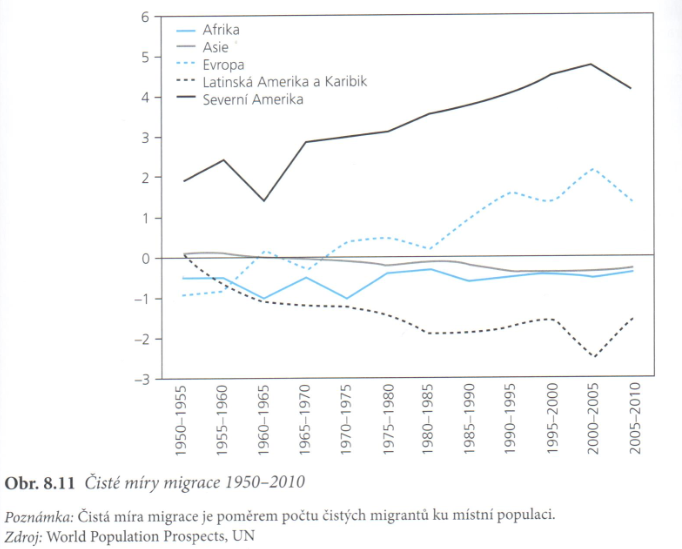 6
5
4
3
2
1
0
–1
–2
–3
Afrika
Asie
Evropa
Latinská Amerika a Karibik
Severní Amerika
1950–1955
1955–1960
1960–1965
1965–1970
1970–1975
1975–1980
1980–1985
1985–1990
1990–1995
1995–2000
2000–2005
2005–2010
Obr. 8.11 Čisté míry migrace 1950–2010
Poznámka: Čistá míra migrace je poměrem počtu čistých migrantů ku místní populaci.
Zdroj: World Population Prospects, UN